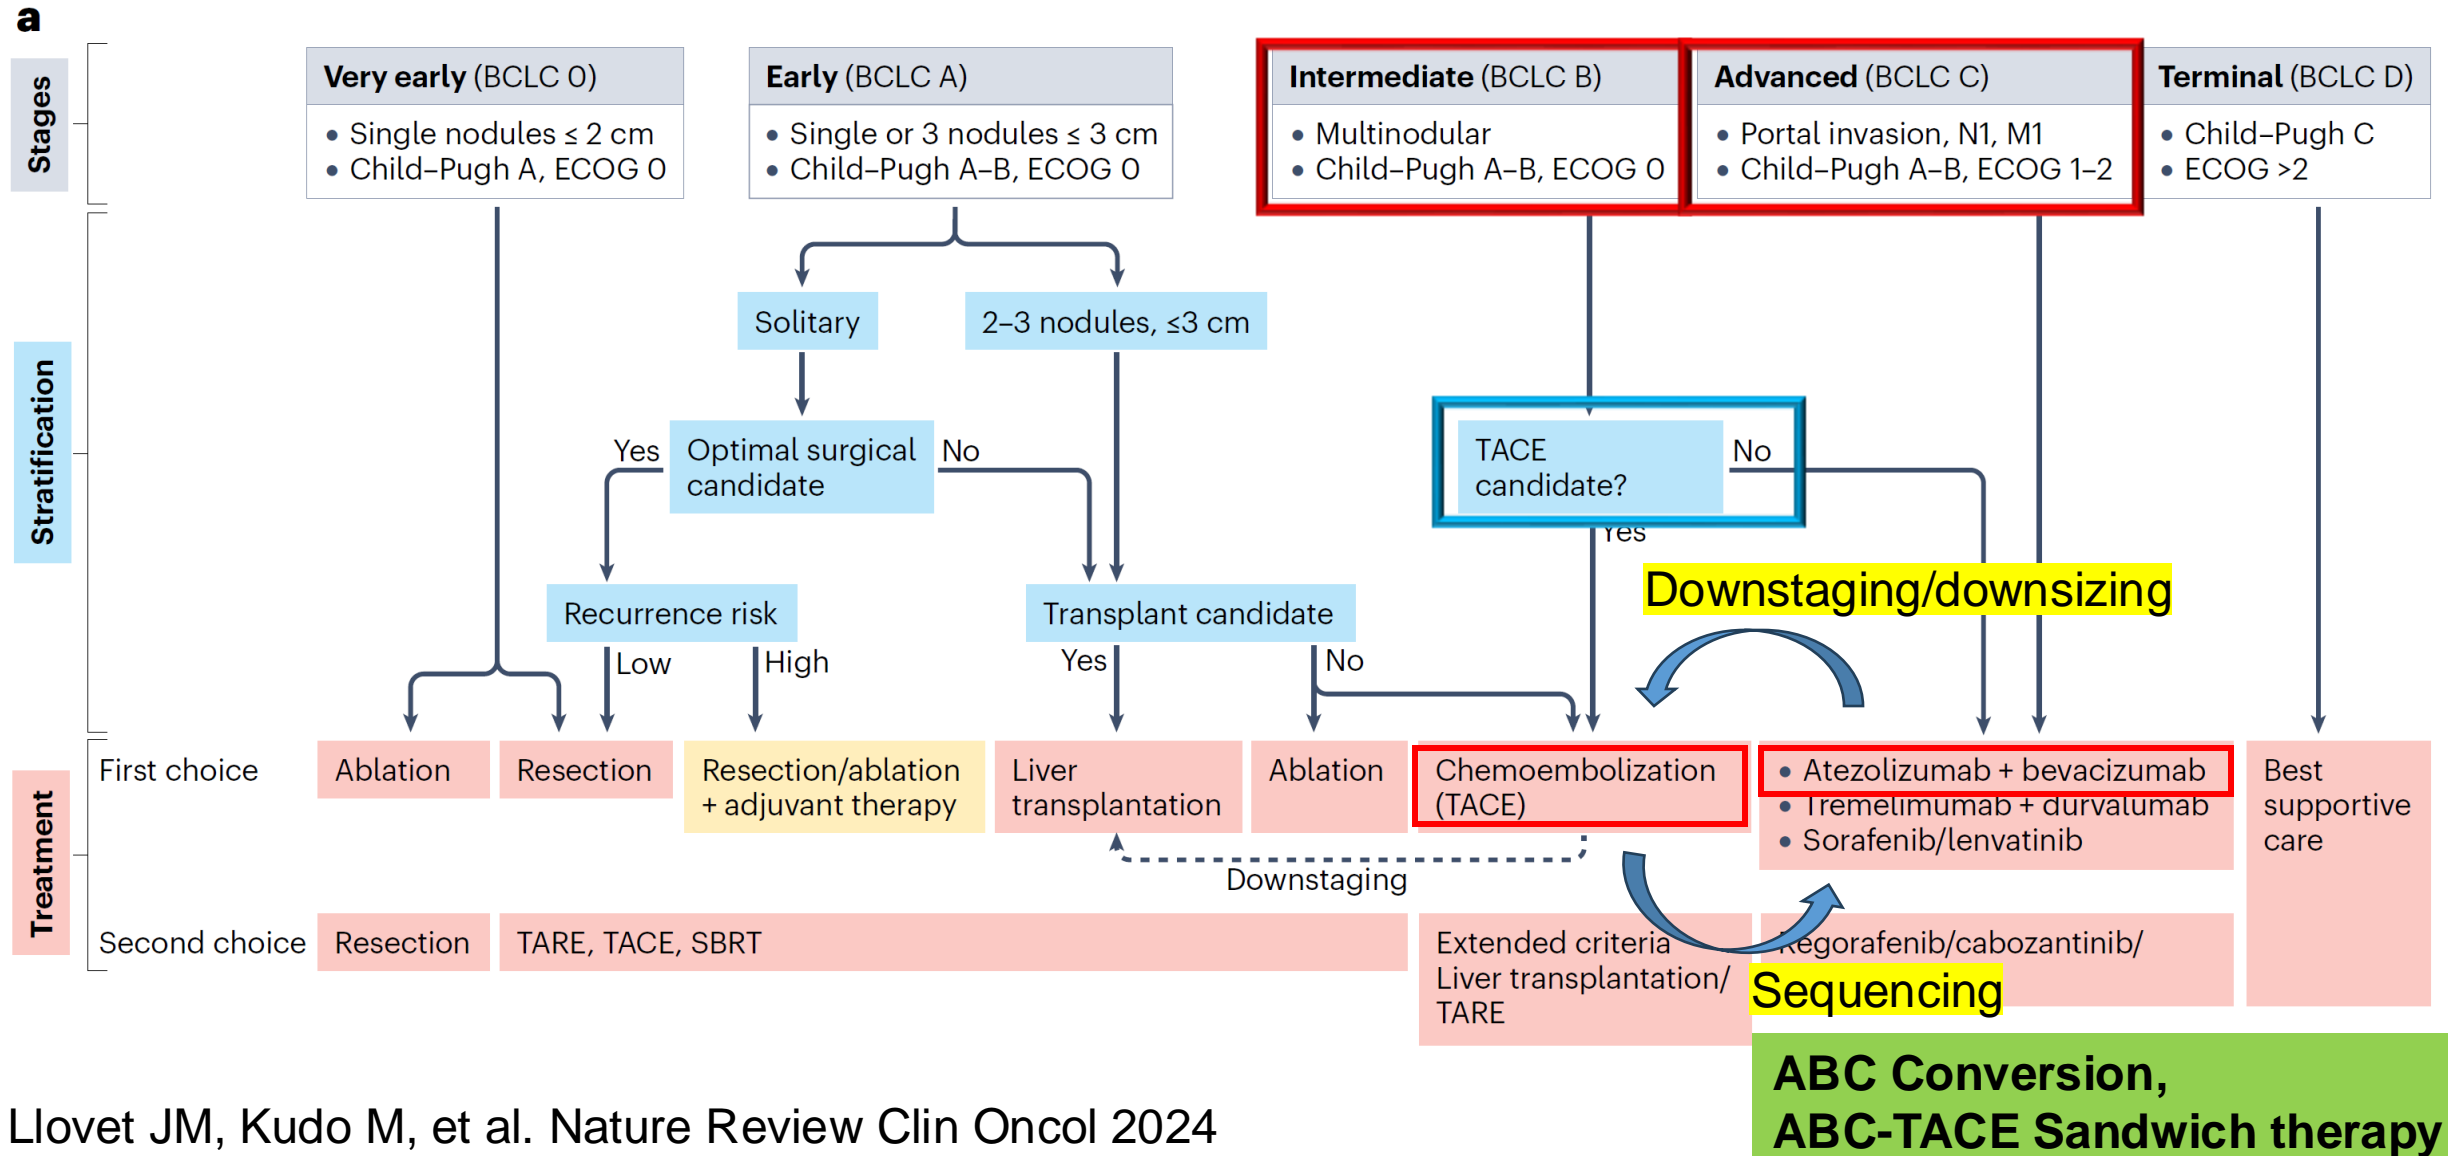 a
Stages
Very early (BCLC 0)
• Single nodules ≤ 2 cm
• Child–Pugh A, ECOG 0
Early (BCLC A)
• Single or 3 nodules ≤ 3 cm
• Child–Pugh A–B, ECOG 0
Intermediate (BCLC B)
• Multinodular
• Child–Pugh A–B, ECOG 0
Advanced (BCLC C)
• Portal invasion, N1, M1
• Child–Pugh A–B, ECOG 1–2
Terminal (BCLC D)
• Child–Pugh C
• ECOG >2
Stratification
Solitary
2–3 nodules, ≤3 cm
Yes
Optimal surgical
candidate
No
TACE
candidate?
No
Yes
Downstaging/downsizing
Recurrence risk
Transplant candidate
Low
High
Yes
No
Treatment
First choice
Ablation
Resection
Resection/ablation
+ adjuvant therapy
Liver
transplantation
Ablation
Chemoembolization
(TACE)
• Atezolizumab + bevacizumab
• Tremelimumab + durvalumab
• Sorafenib/lenvatinib
Best
supportive
care
Downstaging
Second choice
Resection
TARE, TACE, SBRT
Extended criteria
Liver transplantation/
TARE
Regorafenib/cabozantinib/
Sequencing
ABC Conversion,
ABC-TACE Sandwich therapy
Llovet JM, Kudo M, et al. Nature Review Clin Oncol 2024